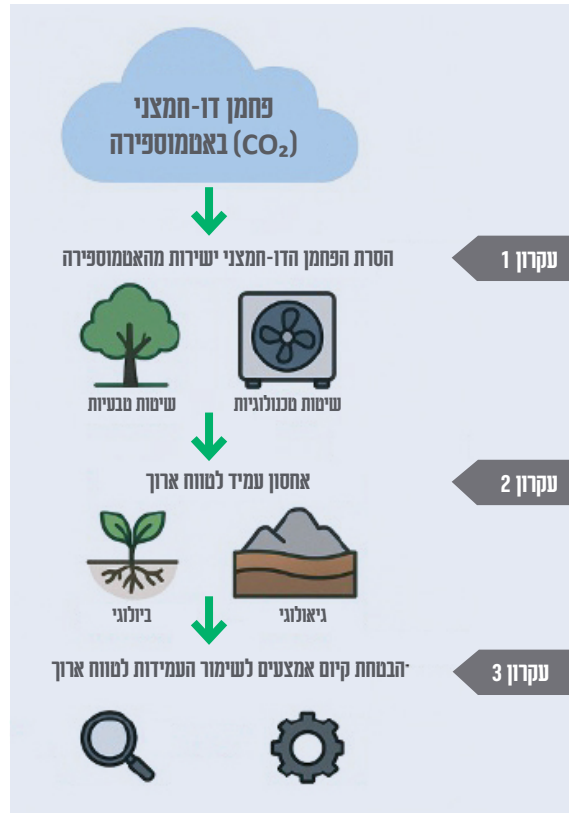 פחמן דו-חמצני
(CO₂) באטמוספירה
עקרון 1
הסרת הפחמן הדו-חמצני ישירות מהאטמוספירה
שיטות טכנולוגיות
שיטות טבעיות
עקרון 2
אחסון עמיד לטווח ארוך
גיאולוגי
ביולוגי
עקרון 3
הבטחת קיום אמצעים לשימור העמידות לטווח ארוך